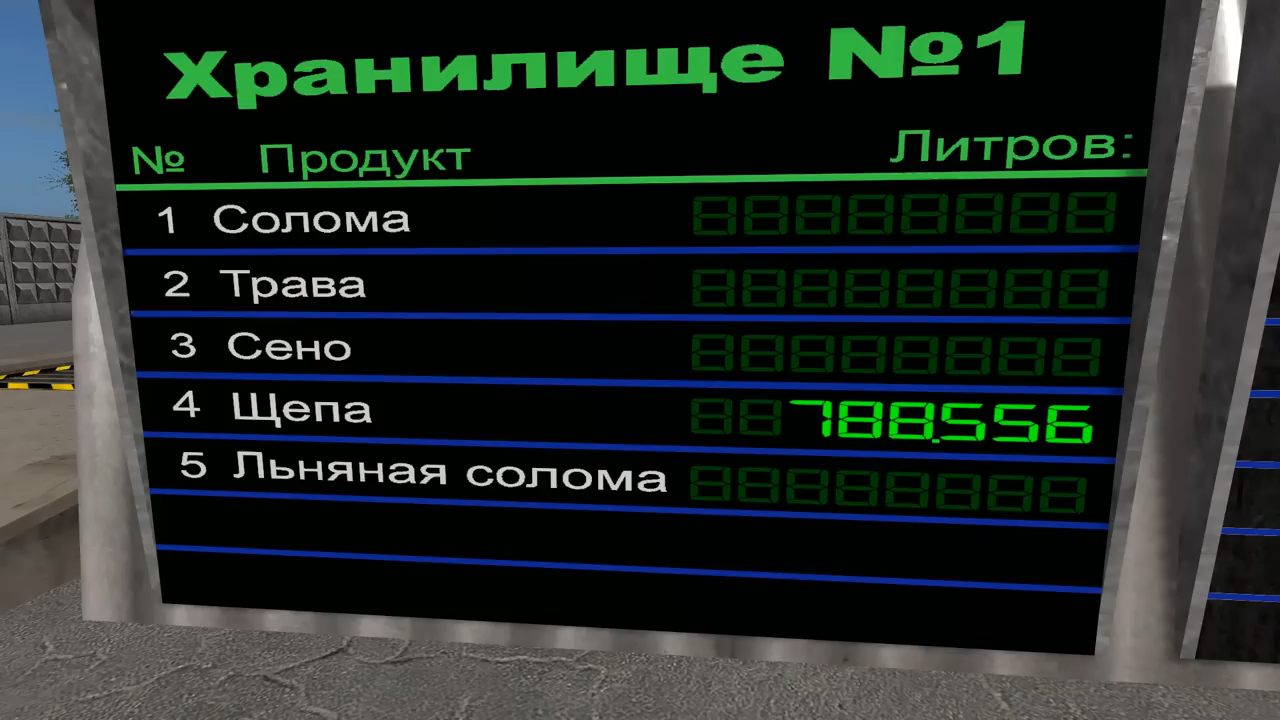 Хранилище №1
№ Продукт Литров:
1 Солома
2 Трава
3 Сено
4 Щепа 788.556
5 Льняная солома